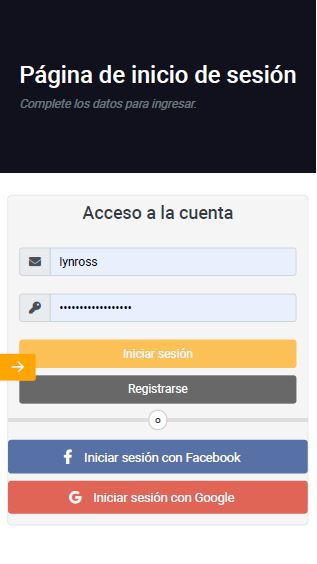 Página de inicio de sesión
Complete los datos para ingresar.
Acceso a la cuenta
lynross
••••••••••••••••••
Iniciar sesión
Registrarse
o
Iniciar sesión con Facebook
Iniciar sesión con Google